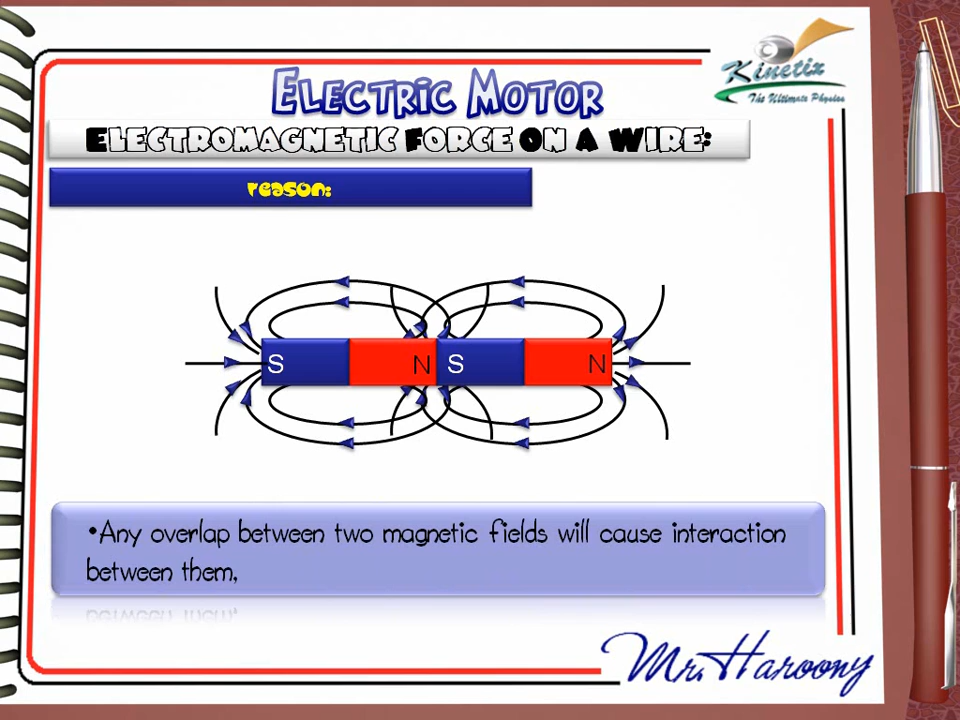 Electric Motor
© Kinetix
The Ultimate Physics
Electromagnetic Force on a Wire:
reason:
S N S N
•Any overlap between two magnetic fields will cause interaction
between them,
Mr. Haroony